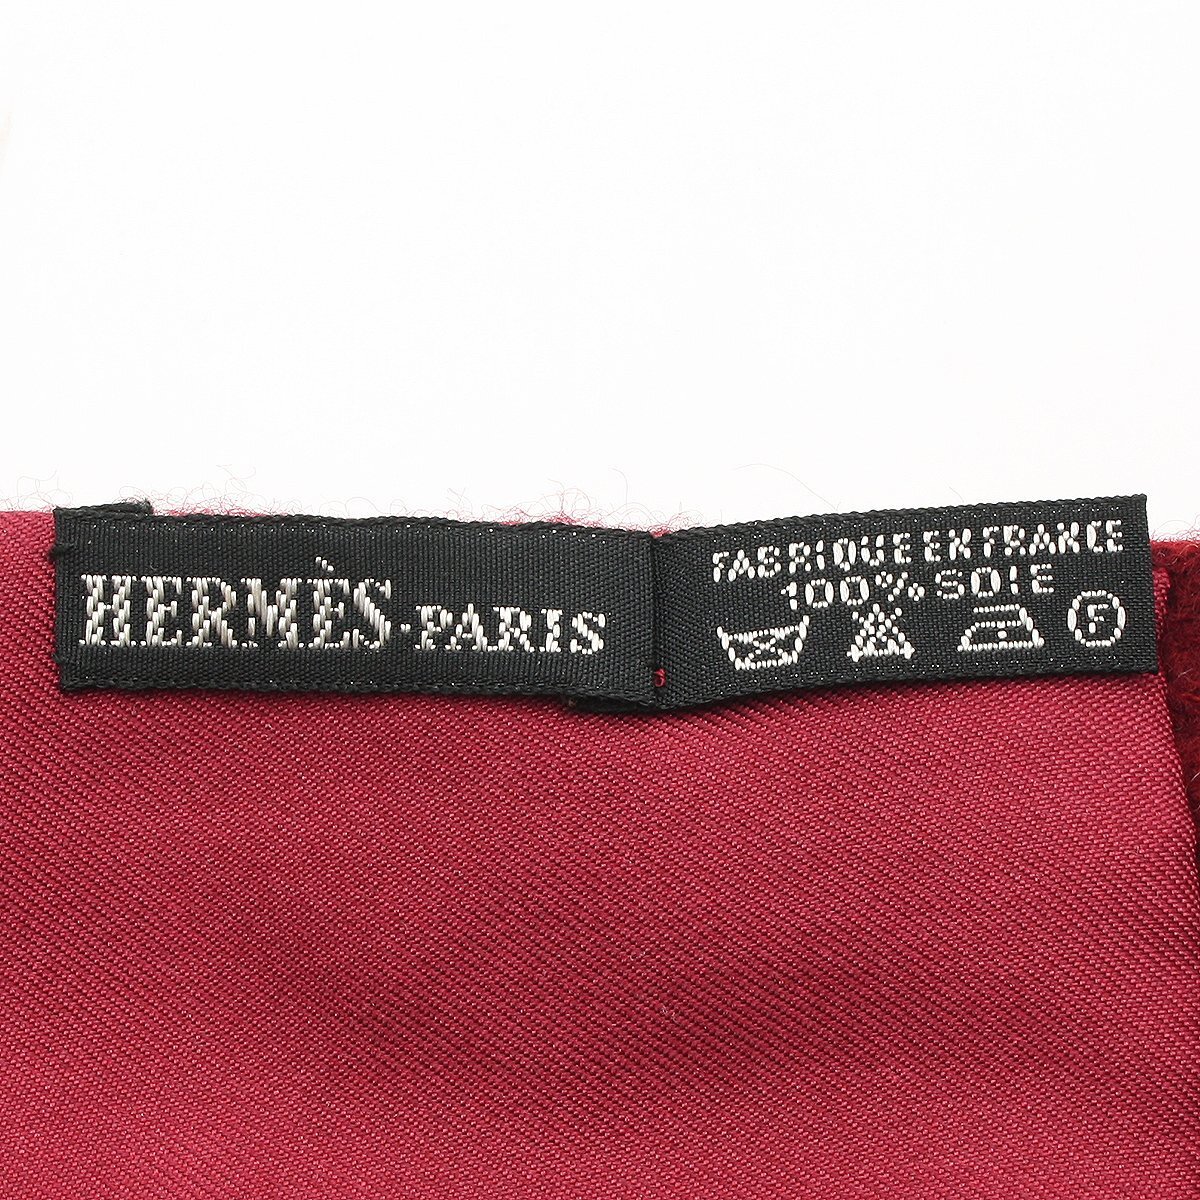 HERMÈS-PARIS
FABRIQUE EN FRANCE
100% SOIE
F